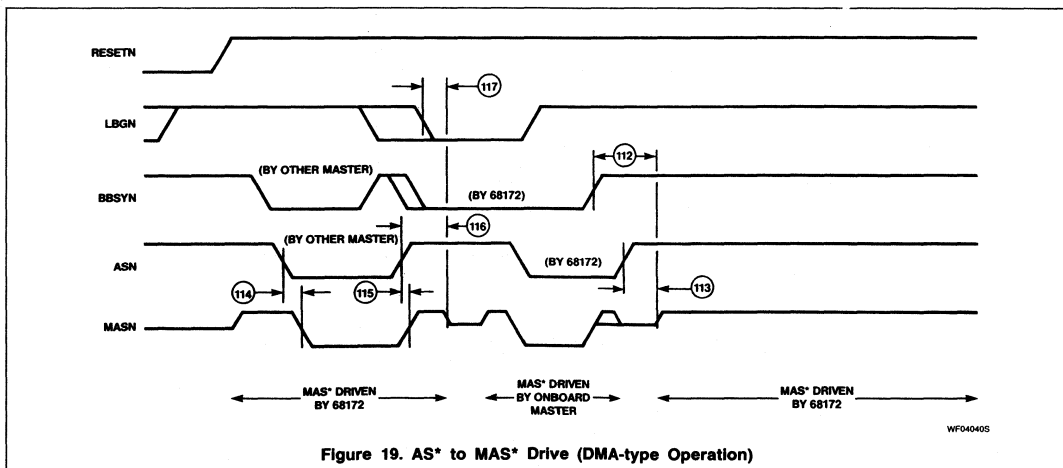 RESETN
117
LBGN
112
(BY OTHER MASTER)
BBSYN
(BY 68172)
116
(BY OTHER MASTER)
ASN
(BY 68172)
114
115
113
MASN
MAS* DRIVEN
BY 68172
MAS* DRIVEN
BY ONBOARD
MASTER
MAS* DRIVEN
BY 68172
WF04040S
Figure 19. AS* to MAS* Drive (DMA-type Operation)